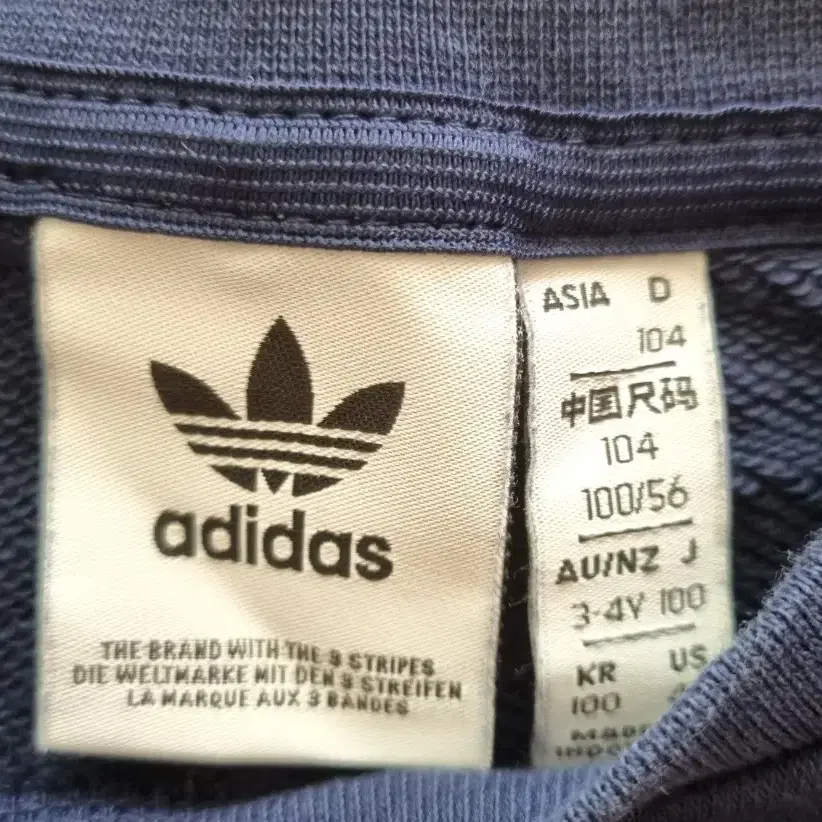 adidas
THE BRAND WITH THE 3 STRIPES
DIE WELTMARKE MIT DEN 3 STREIFEN
LA MARQUE AUX 3 BANDES
ASIA D
104
中国尺码
104
100/56
AU/NZ J
3-4Y 100
KR US
100